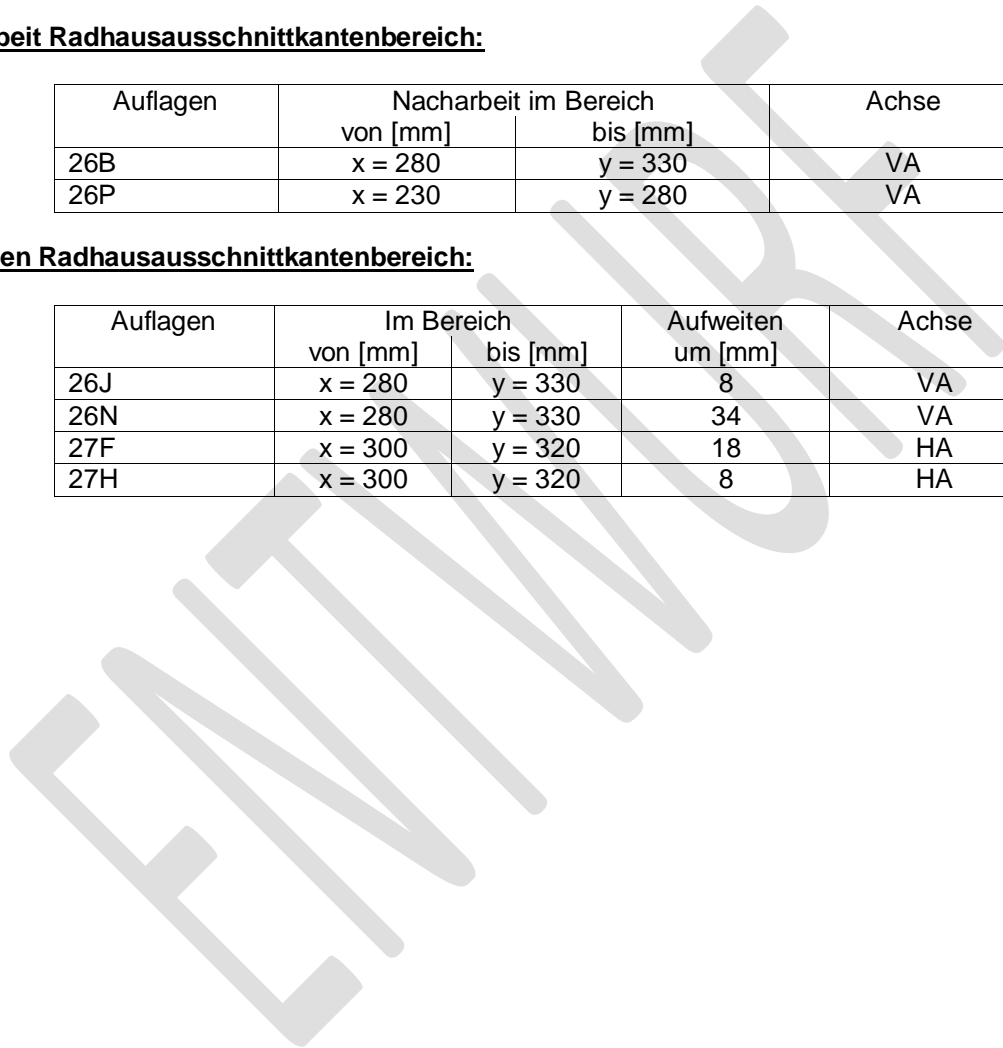 beit Radhausausschnittkantenbereich:
Auflagen Nacharbeit im Bereich Achse
von [mm] bis [mm]
26B x = 280 y = 330 VA
26P x = 230 y = 280 VA
en Radhausausschnittkantenbereich:
Auflagen Im Bereich Aufweiten Achse
von [mm] bis [mm] um [mm]
26J x = 280 y = 330 8 VA
26N x = 280 y = 330 34 VA
27F x = 300 y = 320 18 HA
27H x = 300 y = 320 8 HA
ENTWURF